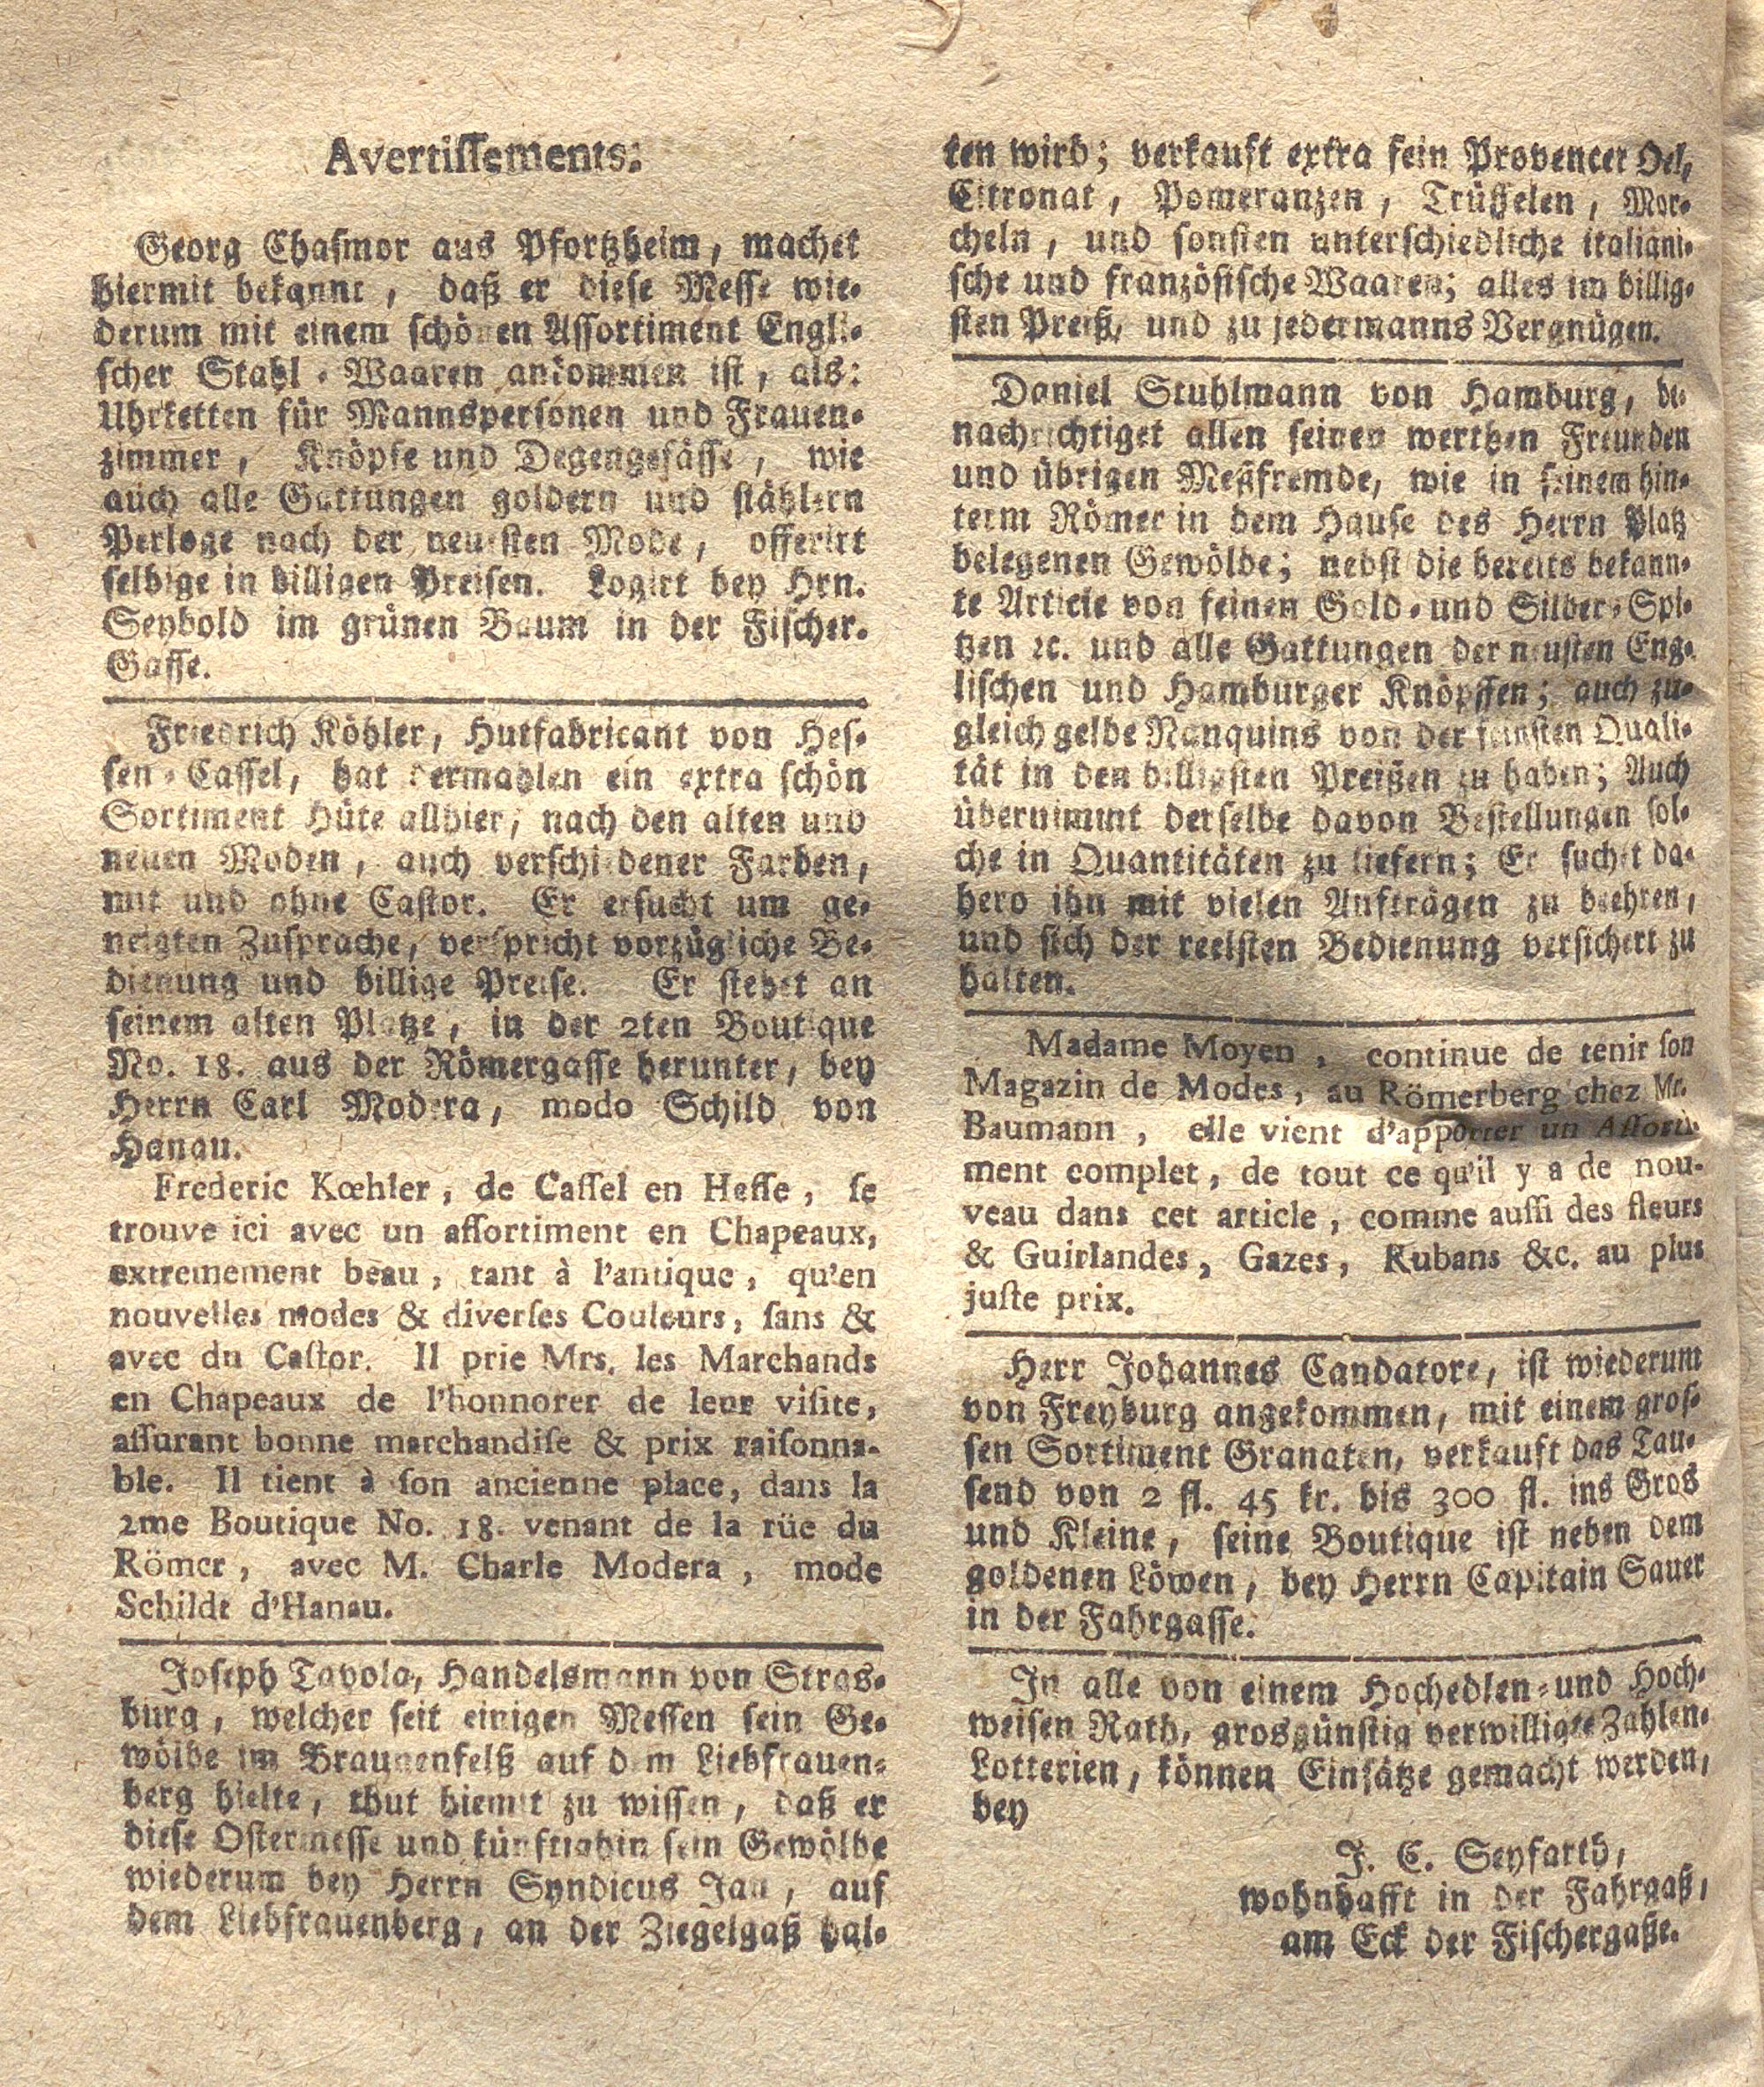 Avertiſſements:
Georg Chaſmor aus Pfortzheim, machet
hiermit bekannt, daß er dieſe Meſſe wie-
derum mit einem ſchönen Aſſortiment Engli-
ſcher Stahl-Waaren ankommen iſt, als:
Uhrketten für Mannsperſonen und Frauen-
zimmer, Knöpfe und Degengefäſſe, wie
auch alle Gattungen goldern und ſtählern
Perloge nach der neueſten Mode, offerirt
ſelbige in billigen Preiſen. Logirt bey Hrn.
Seybold im grünen Baum in der Fiſcher-
Gaſſe.
Friedrich Köhler, Hutfabricant von Heſ-
ſen-Caſſel, hat dermahlen ein extra ſchön
Sortiment Hüte allhier, nach den alten und
neuen Moden, auch verſchiedener Farben,
mit und ohne Caſtor. Er erſucht um ge-
neigten Zuſprache, verſpricht vorzügliche Be-
dienung und billige Preiſe. Er ſtehet an
ſeinem alten Platze, in der 2ten Boutique
No. 18. aus der Römergaſſe herunter, bey
Herrn Carl Modera, modo Schild von
Hanau.
Frederic Kœhler, de Caſſel en Heſſe, ſe
trouve ici avec un aſſortiment en Chapeaux,
extremement beau, tant à l'antique, qu'en
nouvelles modes & diverſes Couleurs, ſans &
avec du Caſtor. Il prie Mrs. les Marchands
en Chapeaux de l'honnorer de leur viſite,
aſſurant bonne marchandiſe & prix raiſonna-
ble. Il tient à ſon ancienne place, dans la
2me Boutique No. 18. venant de la rüe du
Römer, avec M. Charle Modera, mode
Schildt d'Hanau.
Joſeph Tavola, Handelsmann von Stras-
burg, welcher ſeit einigen Meſſen ſein Ge-
wölbe im Braunenfelß auf dem Liebfrauen-
berg hielte, thut hiemit zu wiſſen, daß er
dieſe Oſtermeſſe und künftighin ſein Gewölbe
wiederum bey Herrn Syndicus Jan, auf
dem Liebfrauenberg, an der Ziegelgaß hal-
ten wird; verkauft extra fein Provencer Oel,
Citronat, Pomeranzen, Trüffelen, Mor-
cheln, und ſonſten unterſchiedliche italiäni-
ſche und franzöſiſche Waaren; alles im billig-
ſten Preiß, und zu jedermanns Vergnügen.
Daniel Stuhlmann von Hamburg, be-
nachrichtiget allen ſeinen werthen Freunden
und übrigen Meßfremde, wie in ſeinem hin-
term Römer in dem Hauſe des Herrn Platz
belegenen Gewölbe; nebſt die bereits bekann-
te Article von feinen Gold- und Silber-Spi-
tzen ꝛc. und alle Gattungen der neuſten Eng-
liſchen und Hamburger Knöpffen; auch zu-
gleich gelbe Nanquins von der feinſten Quali-
tät in den billigſten Preißen zu haben; Auch
übernimmt derſelbe davon Beſtellungen ſol-
che in Quantitäten zu liefern; Er ſuchet da-
hero ihn mit vielen Aufträgen zu beehren,
und ſich der reelſten Bedienung verſichert zu
halten.
Madame Moyen, continue de tenir ſon
Magazin de Modes, au Römerberg chez Mr.
Baumann, elle vient d'apporter un Aſſorti-
ment complet, de tout ce qu'il y a de nou-
veau dans cet article, comme auſſi des fleurs
& Guirlandes, Gazes, Rubans &c. au plus
juſte prix.
Herr Johannes Candatore, iſt wiederum
von Freyburg angekommen, mit einem groſ-
ſen Sortiment Granaten, verkauft das Tau-
ſend von 2 fl. 45 kr. bis 300 fl. ins Gros
und Kleine, ſeine Boutique iſt neben dem
goldenen Löwen, bey Herrn Capitain Sauer
in der Fahrgaſſe.
In alle von einem Hochedlen- und Hoch-
weiſen Rath, grosgünſtig verwilligte Zahlen-
Lotterien, können Einſätze gemacht werden,
bey
J. C. Seyfarth,
wohnhafft in der Fahrgaß,
am Eck der Fiſchergaße.